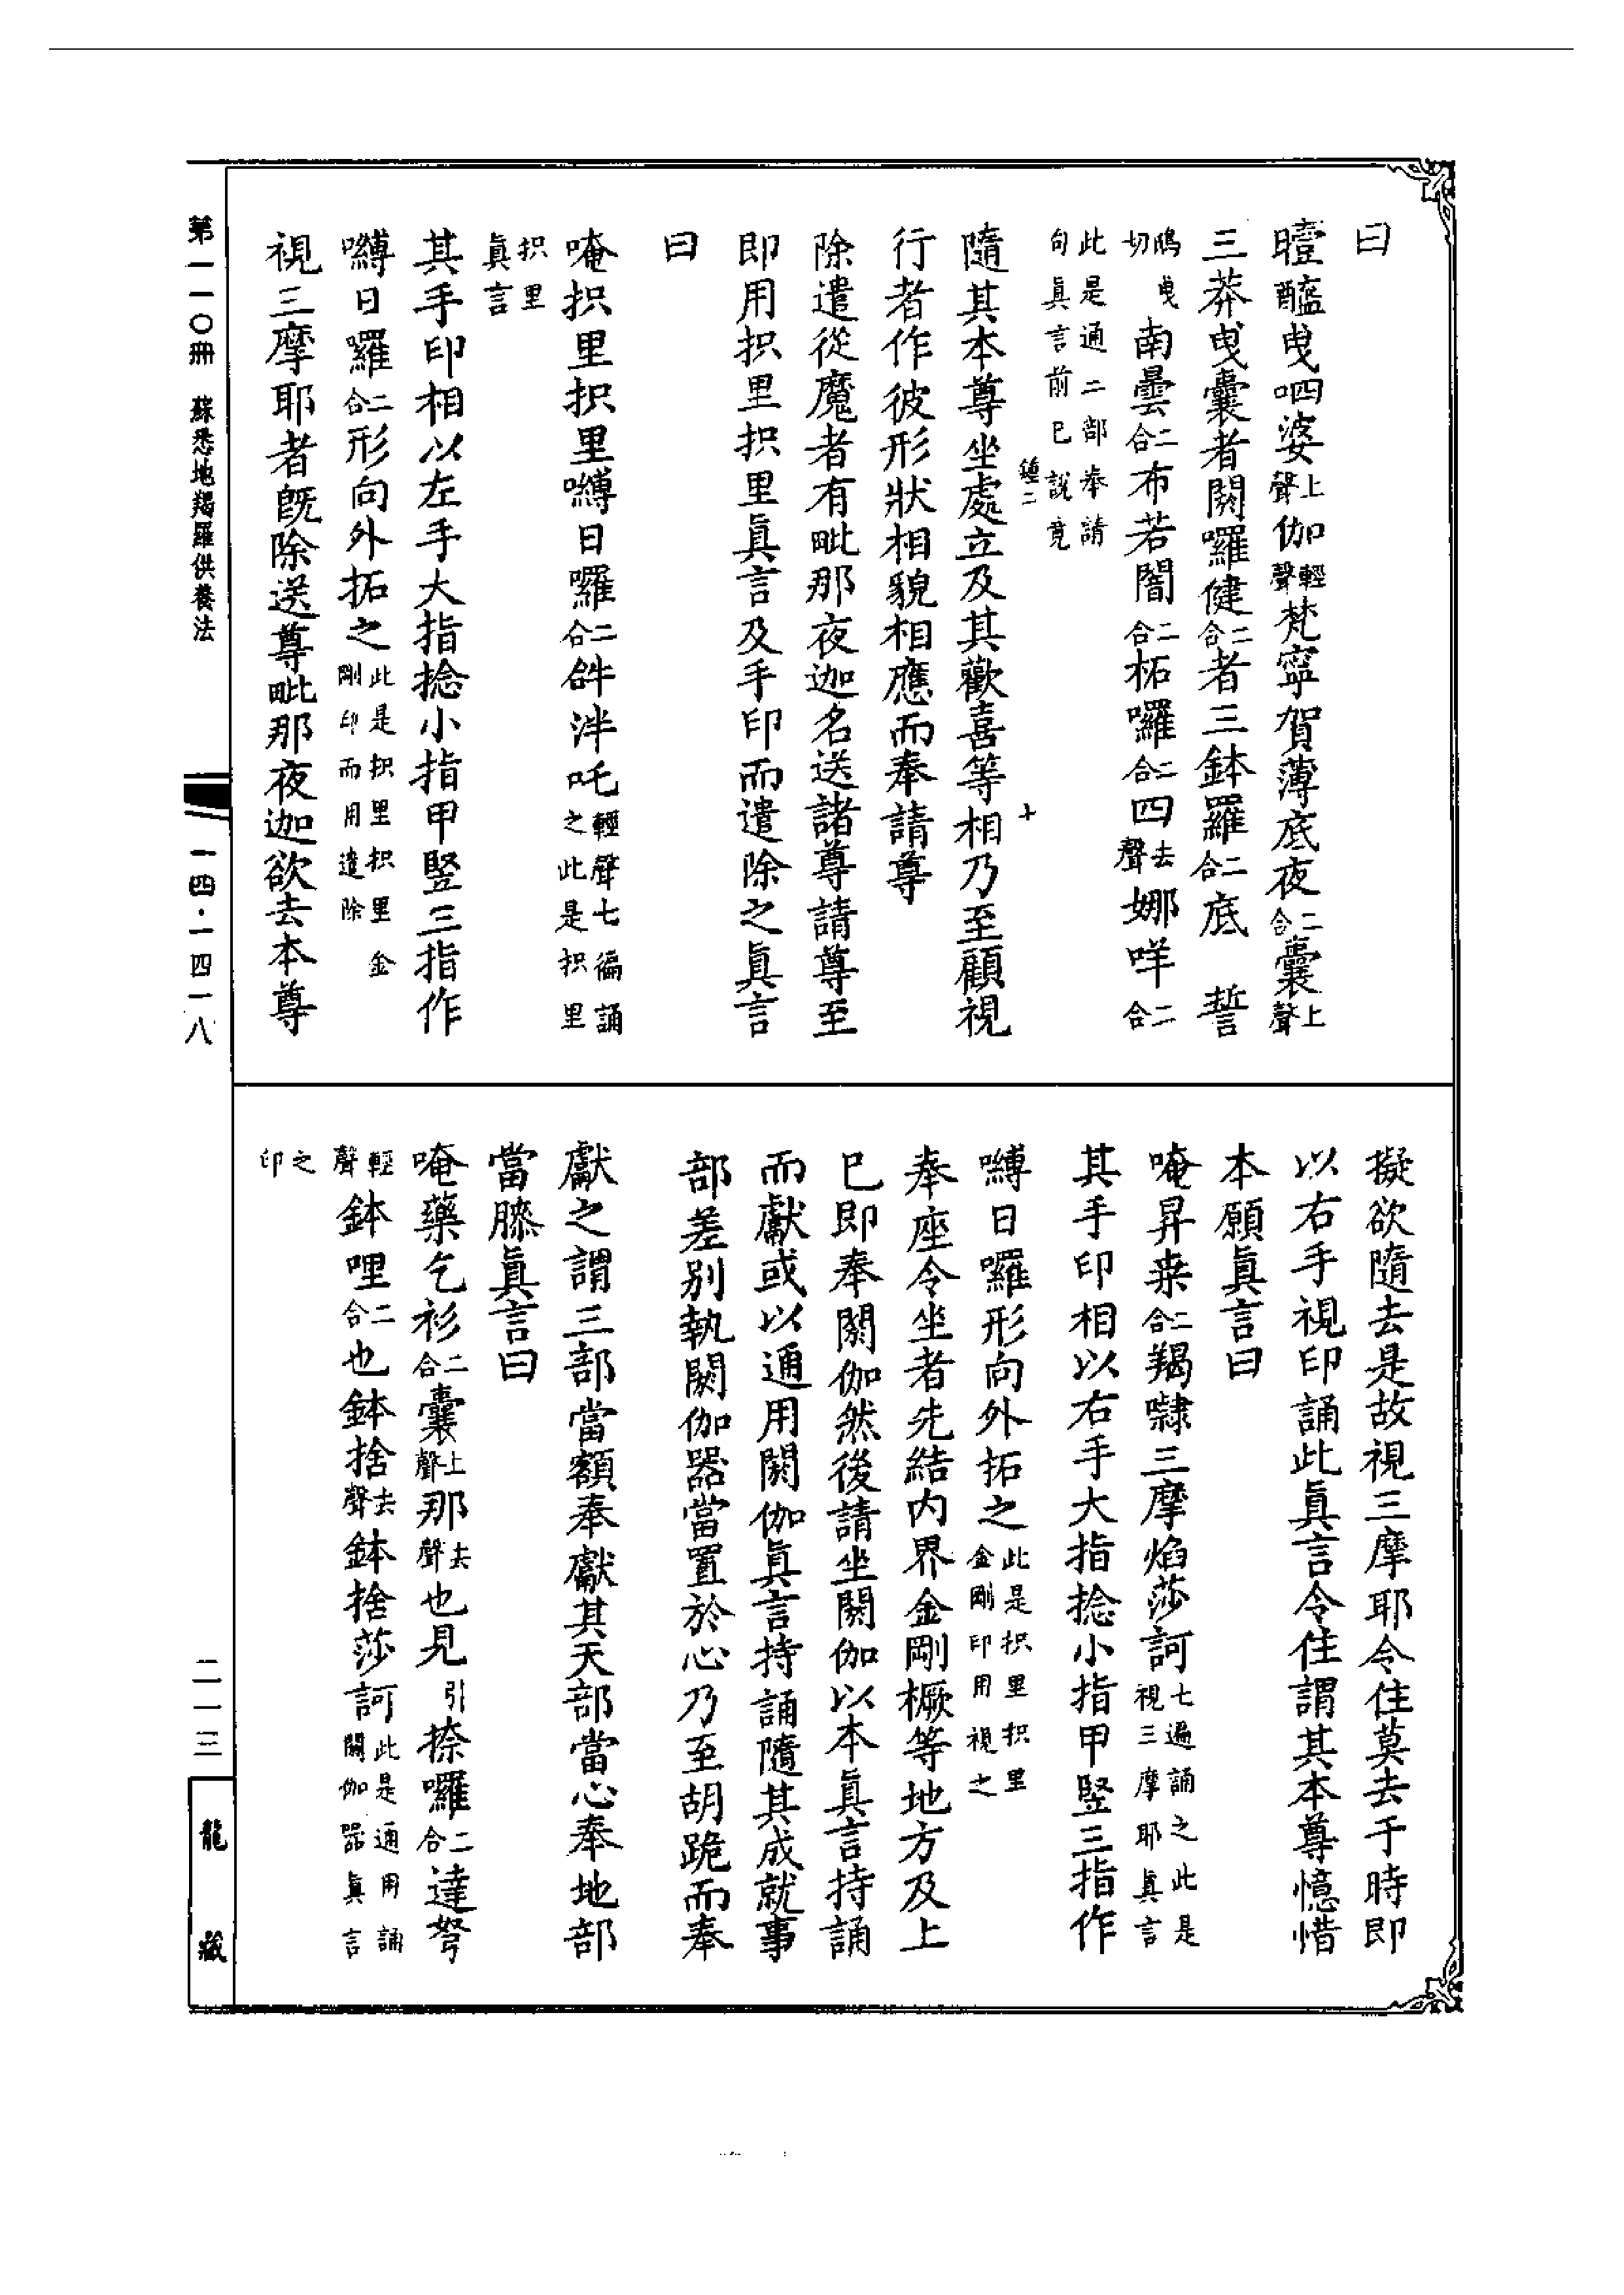 曰
曀醯曳呬婆上聲伽輕聲梵寧賀薄底夜二合囊上聲
三莽曳囊者闕囉健二合者三鉢羅二合底 誓
鴟曳切南曇二合布若闇二合柘囉二合四去聲娜咩二合
此是通二部奉請句真言前已說竟
鍾二
十
隨其本尊坐處立及其歡喜等相乃至顧視
行者作彼形狀相貌相應而奉請尊
除遣從魔者有毗那夜迦名送諸尊請尊至
即用抧里抧里真言及手印而遣除之真言
曰
唵抧里抧里嚩日囉二合𤙖泮吒輕聲七徧誦之此是抧里
抧里真言
其手印相以左手大指捻小指甲竪三指作
嚩日囉二合形向外拓之此是抧里抧里金剛印而用遣除
視三摩耶者既除送尊毗那夜迦欲去本尊
擬欲隨去是故視三摩耶令住莫去于時即
以右手視印誦此真言令住謂其本尊憶惜
本願真言曰
唵昇桒二合羯㘑三摩焰莎訶七遍誦之此是視三摩耶真言
其手印相以右手大指捻小指甲竪三指作
嚩日囉形向外拓之此是抧里抧里金剛印用視之
奉座令坐者先結內界金剛橛等地方及上
已即奉閼伽然後請坐閼伽以本真言持誦
而獻或以通用閼伽真言持誦隨其成就事
部差別執閼伽器當置於心乃至胡跪而奉
獻之謂三部當額奉獻其天部當心奉地部
當膝真言曰
唵藥乞衫二合囊上聲那去聲也見引捺囉二合達弩
輕聲鉢哩二合也鉢捨去聲鉢捨莎訶此是通用誦閼伽器真言
之印
第一一〇冊 蘇悉地羯羅供養法
一四·一四一八
二一三
龍藏